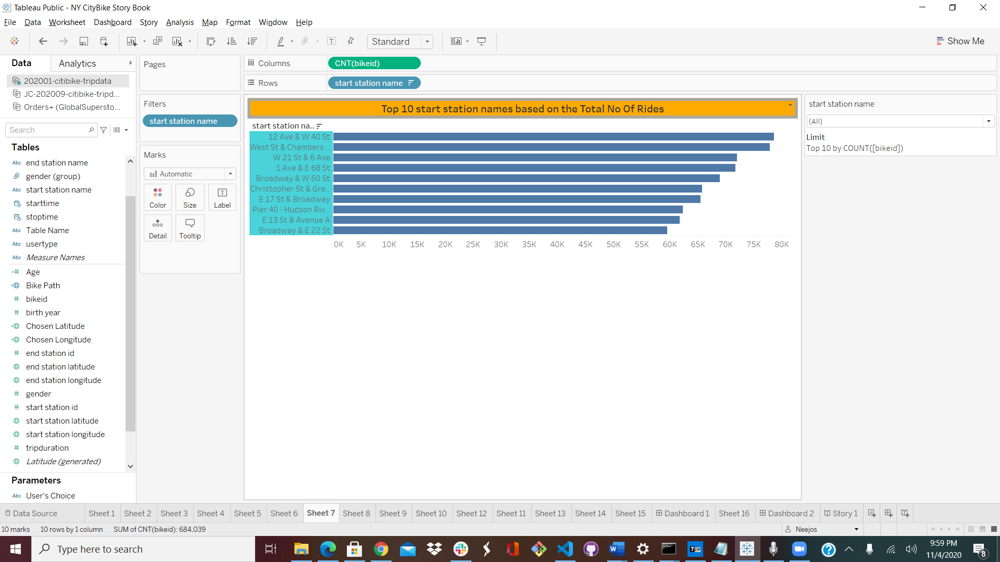 Tableau Public - NY CityBike Story Book
File Data Worksheet Dashboard Story Analysis Map Format Window Help
Standard
Show Me
Data Analytics
202001-citibike-tripdata
JC-202009-citibike-tripd...
Orders+ (GlobalSupersto...
Search
Tables
Abc end station name
gender (group)
Abc start station name
starttime
stoptime
Abc Table Name
Abc usertype
Abc Measure Names
Age
Bike Path
bikeid
birth year
Chosen Latitude
Chosen Longitude
end station id
end station latitude
end station longitude
gender
start station id
start station latitude
start station longitude
tripduration
Latitude (generated)
Parameters
Abc User's Choice
Pages
Filters
start station name
Marks
Automatic
Color Size Label
Detail Tooltip
Columns CNT(bikeid)
Rows start station name
Top 10 start station names based on the Total No Of Rides
start station na..
12 Ave & W 40 St
West St & Chambers ..
W 21 St & 6 Ave
1 Ave & E 68 St
Broadway & W 60 St
Christopher St & Gre..
E 17 St & Broadway
Pier 40 - Hudson Riv..
E 13 St & Avenue A
Broadway & E 22 St
0K 5K 10K 15K 20K 25K 30K 35K 40K 45K 50K 55K 60K 65K 70K 75K 80K
start station name
(All)
Limit
Top 10 by COUNT([bikeid])
Data Source Sheet 1 Sheet 2 Sheet 3 Sheet 4 Sheet 5 Sheet 6 Sheet 7 Sheet 8 Sheet 9 Sheet 10 Sheet 12 Sheet 11 Sheet 13 Sheet 14 Sheet 15 Dashboard 1 Sheet 16 Dashboard 2 Story 1
10 marks 10 rows by 1 column SUM of CNT(bikeid): 684,039
Neejos
Type here to search
7ZIP
9:59 PM
11/4/2020
8